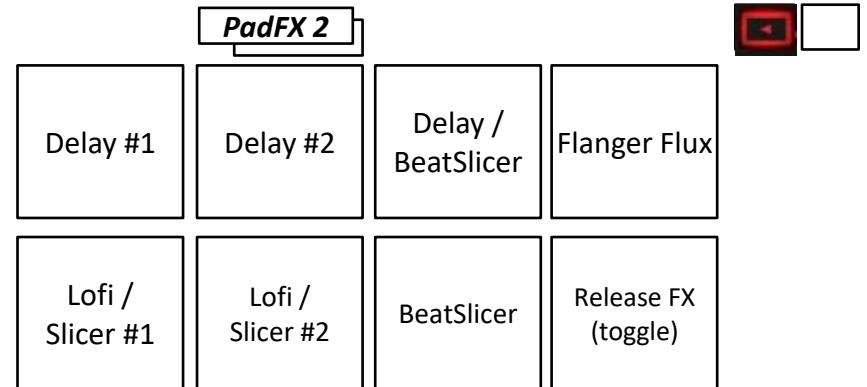 PadFX 2
Delay #1
Delay #2
Delay /
BeatSlicer
Flanger Flux
Lofi /
Slicer #1
Lofi /
Slicer #2
BeatSlicer
Release FX
(toggle)